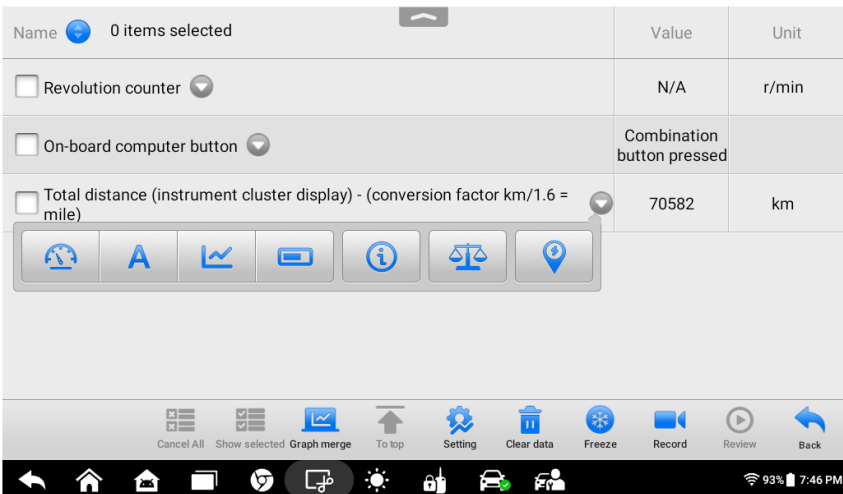 Name 0 items selected Value Unit
Revolution counter N/A r/min
On-board computer button Combination
button pressed
Total distance (instrument cluster display) - (conversion factor km/1.6 =
mile) 70582 km
A
Cancel All Show selected Graph merge To top Setting Clear data Freeze Record Review Back
93% 7:46 PM